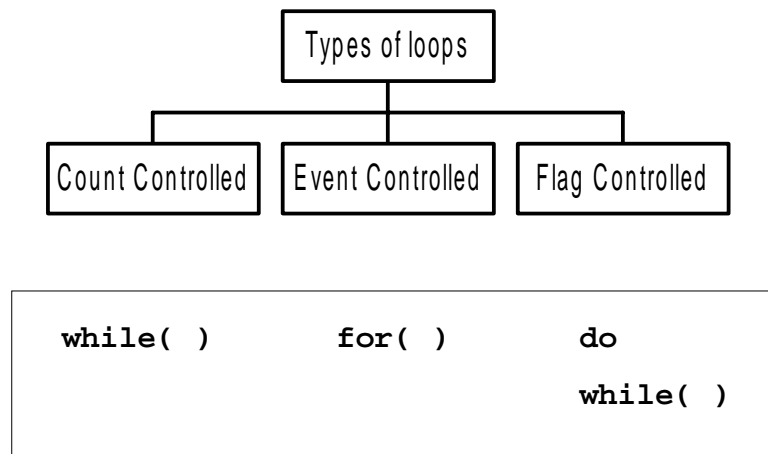 Types of loops
Count Controlled Event Controlled Flag Controlled
while( ) for( ) do
while( )